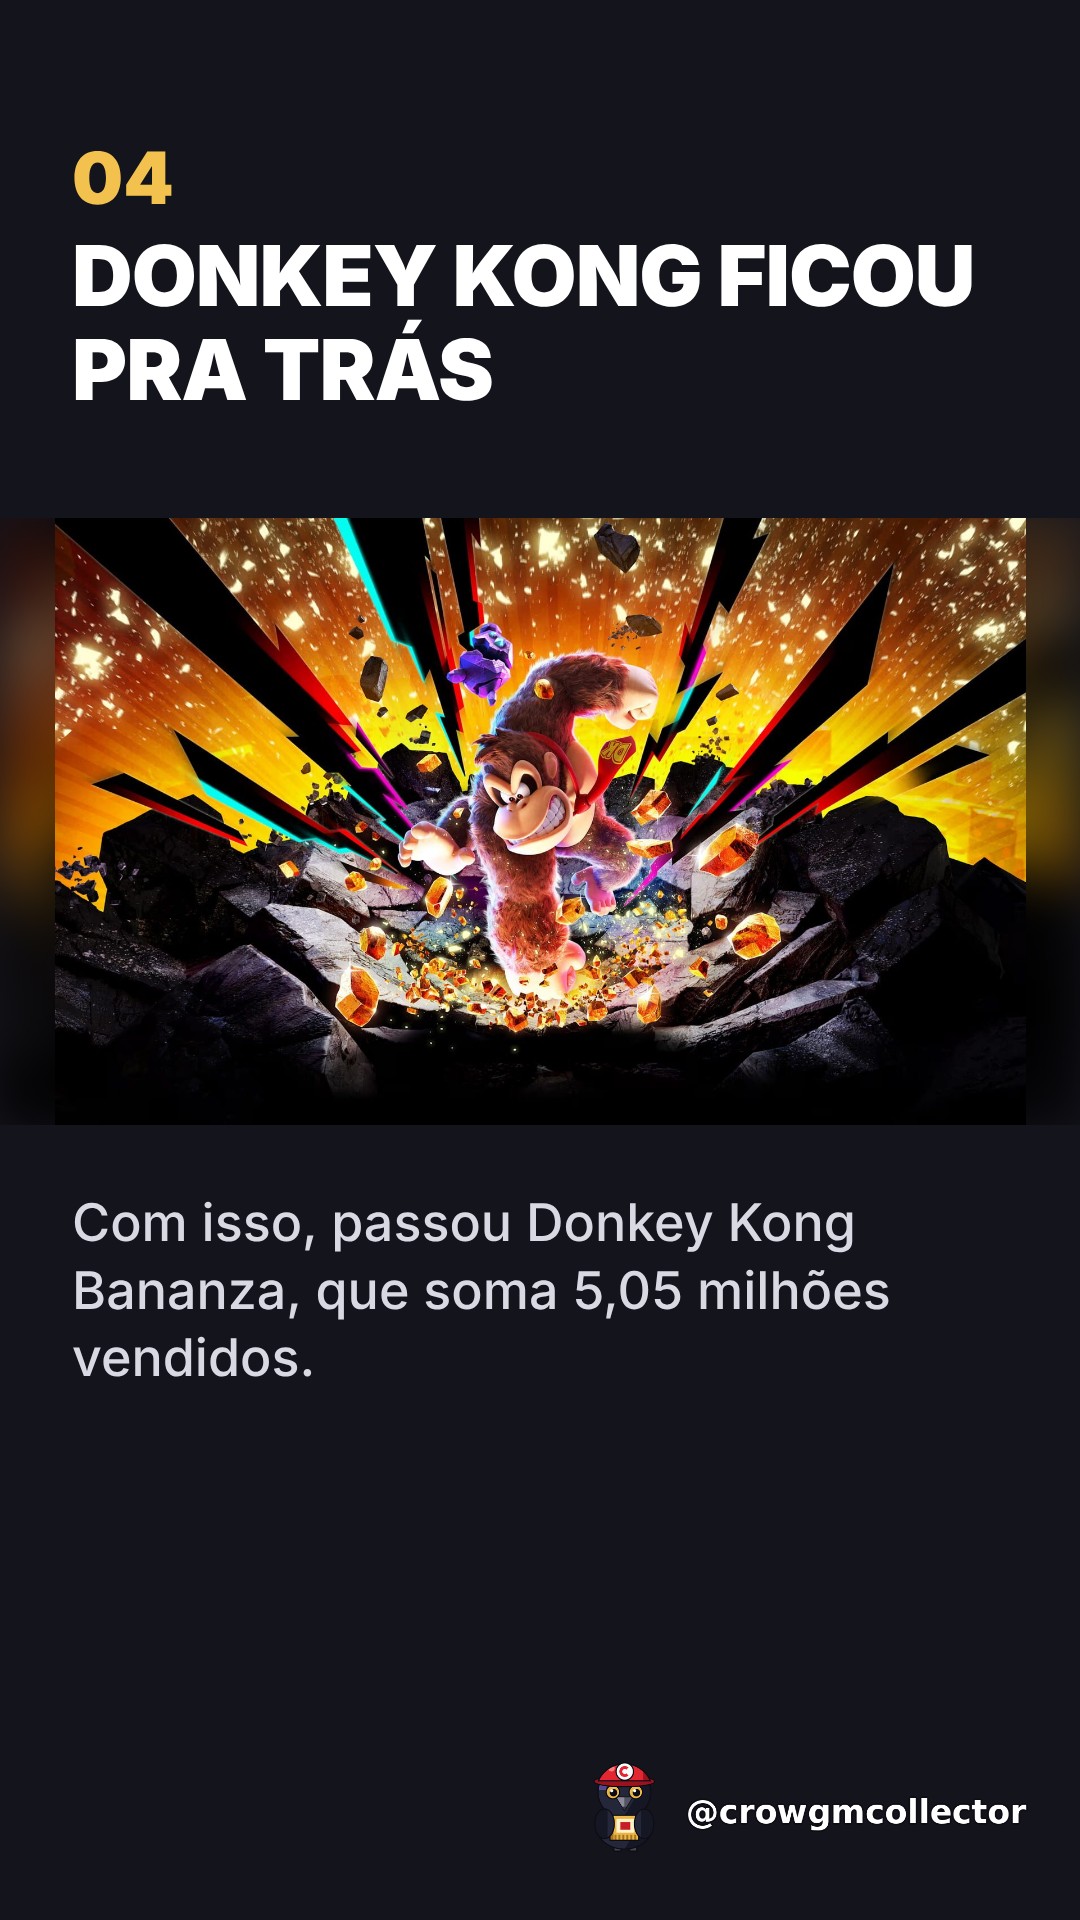 04
DONKEY KONG FICOU
PRA TRÁS
DK
Com isso, passou Donkey Kong
Bananza, que soma 5,05 milhões
vendidos.
C
@crowgmcollector